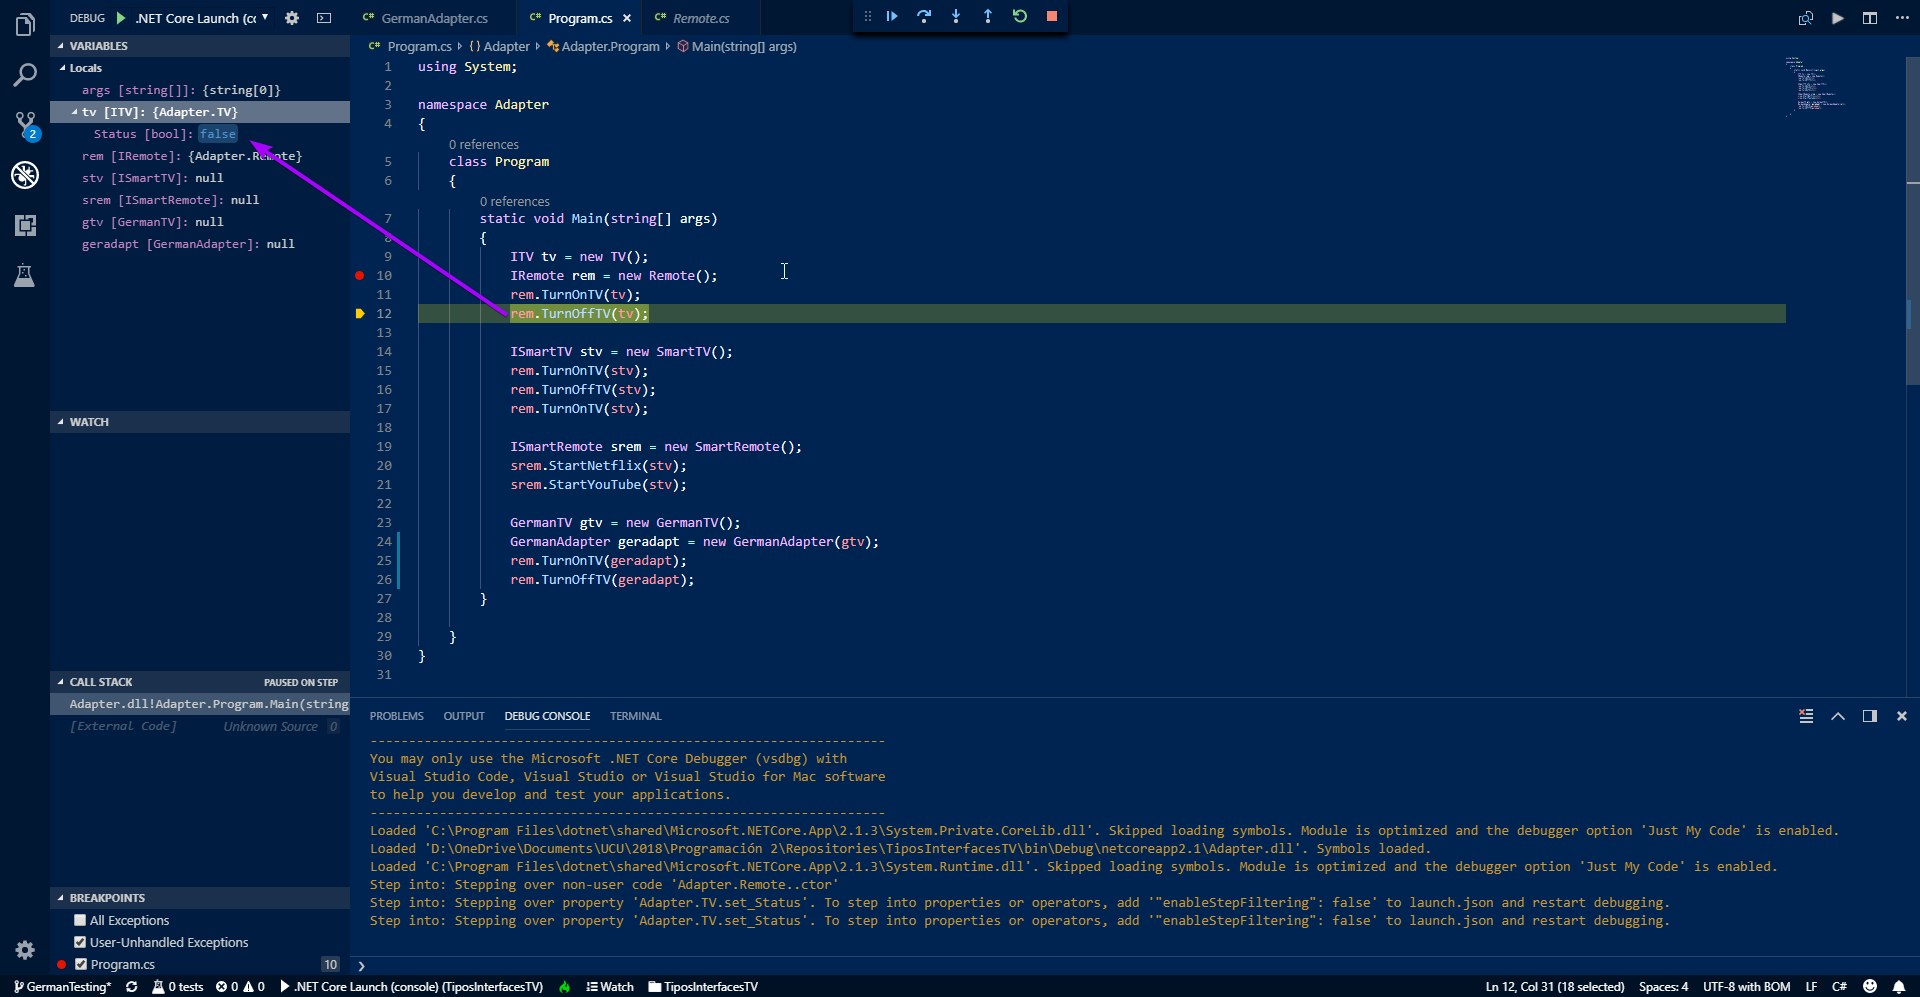 DEBUG .NET Core Launch (cc
C# GermanAdapter.cs C# Program.cs C# Remote.cs
VARIABLES
Locals
args [string[]]: {string[0]}
tv [ITV]: {Adapter.TV}
Status [bool]: false
rem [IRemote]: {Adapter.Remote}
stv [ISmartTV]: null
srem [ISmartRemote]: null
gtv [GermanTV]: null
geradapt [GermanAdapter]: null
WATCH
CALL STACK PAUSED ON STEP
Adapter.dll!Adapter.Program.Main(string
[External Code] Unknown Source 0
BREAKPOINTS
All Exceptions
User-Unhandled Exceptions
Program.cs 10
2
C# Program.cs {} Adapter Adapter.Program Main(string[] args)
1 using System;
2
3 namespace Adapter
4 {
0 references
5 class Program
6 {
0 references
7 static void Main(string[] args)
8 {
9 ITV tv = new TV();
10 IRemote rem = new Remote();
11 rem.TurnOnTV(tv);
12 rem.TurnOffTV(tv);
13
14 ISmartTV stv = new SmartTV();
15 rem.TurnOnTV(stv);
16 rem.TurnOffTV(stv);
17 rem.TurnOnTV(stv);
18
19 ISmartRemote srem = new SmartRemote();
20 srem.StartNetflix(stv);
21 srem.StartYouTube(stv);
22
23 GermanTV gtv = new GermanTV();
24 GermanAdapter geradapt = new GermanAdapter(gtv);
25 rem.TurnOnTV(geradapt);
26 rem.TurnOffTV(geradapt);
27 }
28
29 }
30 }
31
PROBLEMS OUTPUT DEBUG CONSOLE TERMINAL
-------------------------------------------------------------------
You may only use the Microsoft .NET Core Debugger (vsdbg) with
Visual Studio Code, Visual Studio or Visual Studio for Mac software
to help you develop and test your applications.
-------------------------------------------------------------------
Loaded 'C:\Program Files\dotnet\shared\Microsoft.NETCore.App\2.1.3\System.Private.CoreLib.dll'. Skipped loading symbols. Module is optimized and the debugger option 'Just My Code' is enabled.
Loaded 'D:\OneDrive\Documents\UCU\2018\Programación 2\Repositories\TiposInterfacesTV\bin\Debug\netcoreapp2.1\Adapter.dll'. Symbols loaded.
Loaded 'C:\Program Files\dotnet\shared\Microsoft.NETCore.App\2.1.3\System.Runtime.dll'. Skipped loading symbols. Module is optimized and the debugger option 'Just My Code' is enabled.
Step into: Stepping over non-user code 'Adapter.Remote..ctor'
Step into: Stepping over property 'Adapter.TV.set_Status'. To step into properties or operators, add '"enableStepFiltering": false' to launch.json and restart debugging.
Step into: Stepping over property 'Adapter.TV.set_Status'. To step into properties or operators, add '"enableStepFiltering": false' to launch.json and restart debugging.
GermanTesting* 0 tests 0 0 .NET Core Launch (console) (TiposInterfacesTV) Watch TiposInterfacesTV Ln 12, Col 31 (18 selected) Spaces: 4 UTF-8 with BOM LF C#